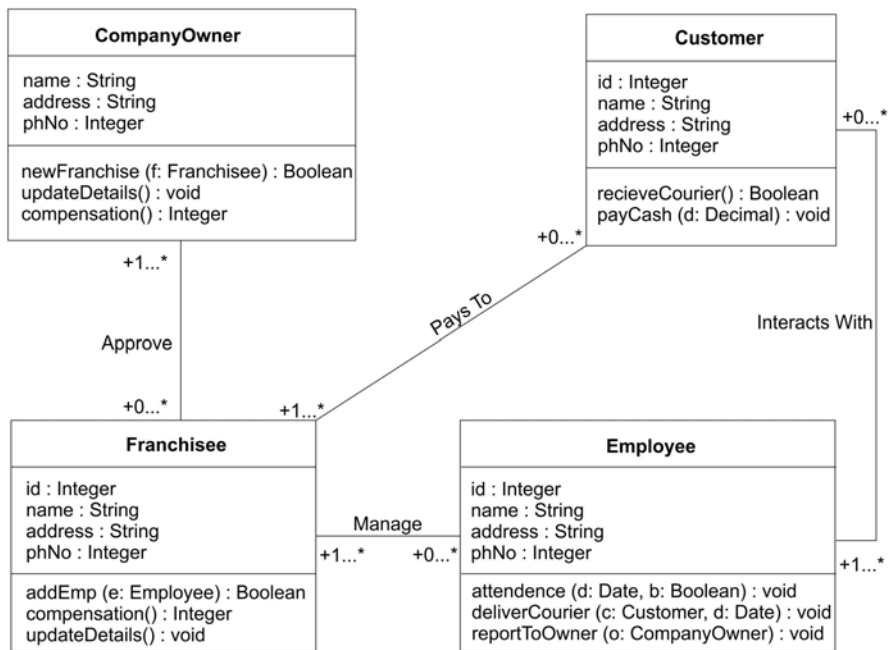 CompanyOwner
name : String
address : String
phNo : Integer
newFranchise (f: Franchisee) : Boolean
updateDetails() : void
compensation() : Integer
Customer
id : Integer
name : String
address : String
phNo : Integer
recieveCourier() : Boolean
payCash (d: Decimal) : void
+0...*
+0...*
+1...*
Pays To
Interacts With
Approve
+0...*
+1...*
Franchisee
id : Integer
name : String
address : String
phNo : Integer
addEmp (e: Employee) : Boolean
compensation() : Integer
updateDetails() : void
Manage
+1...*
+0...*
Employee
id : Integer
name : String
address : String
phNo : Integer
attendence (d: Date, b: Boolean) : void
deliverCourier (c: Customer, d: Date) : void
reportToOwner (o: CompanyOwner) : void
+1...*